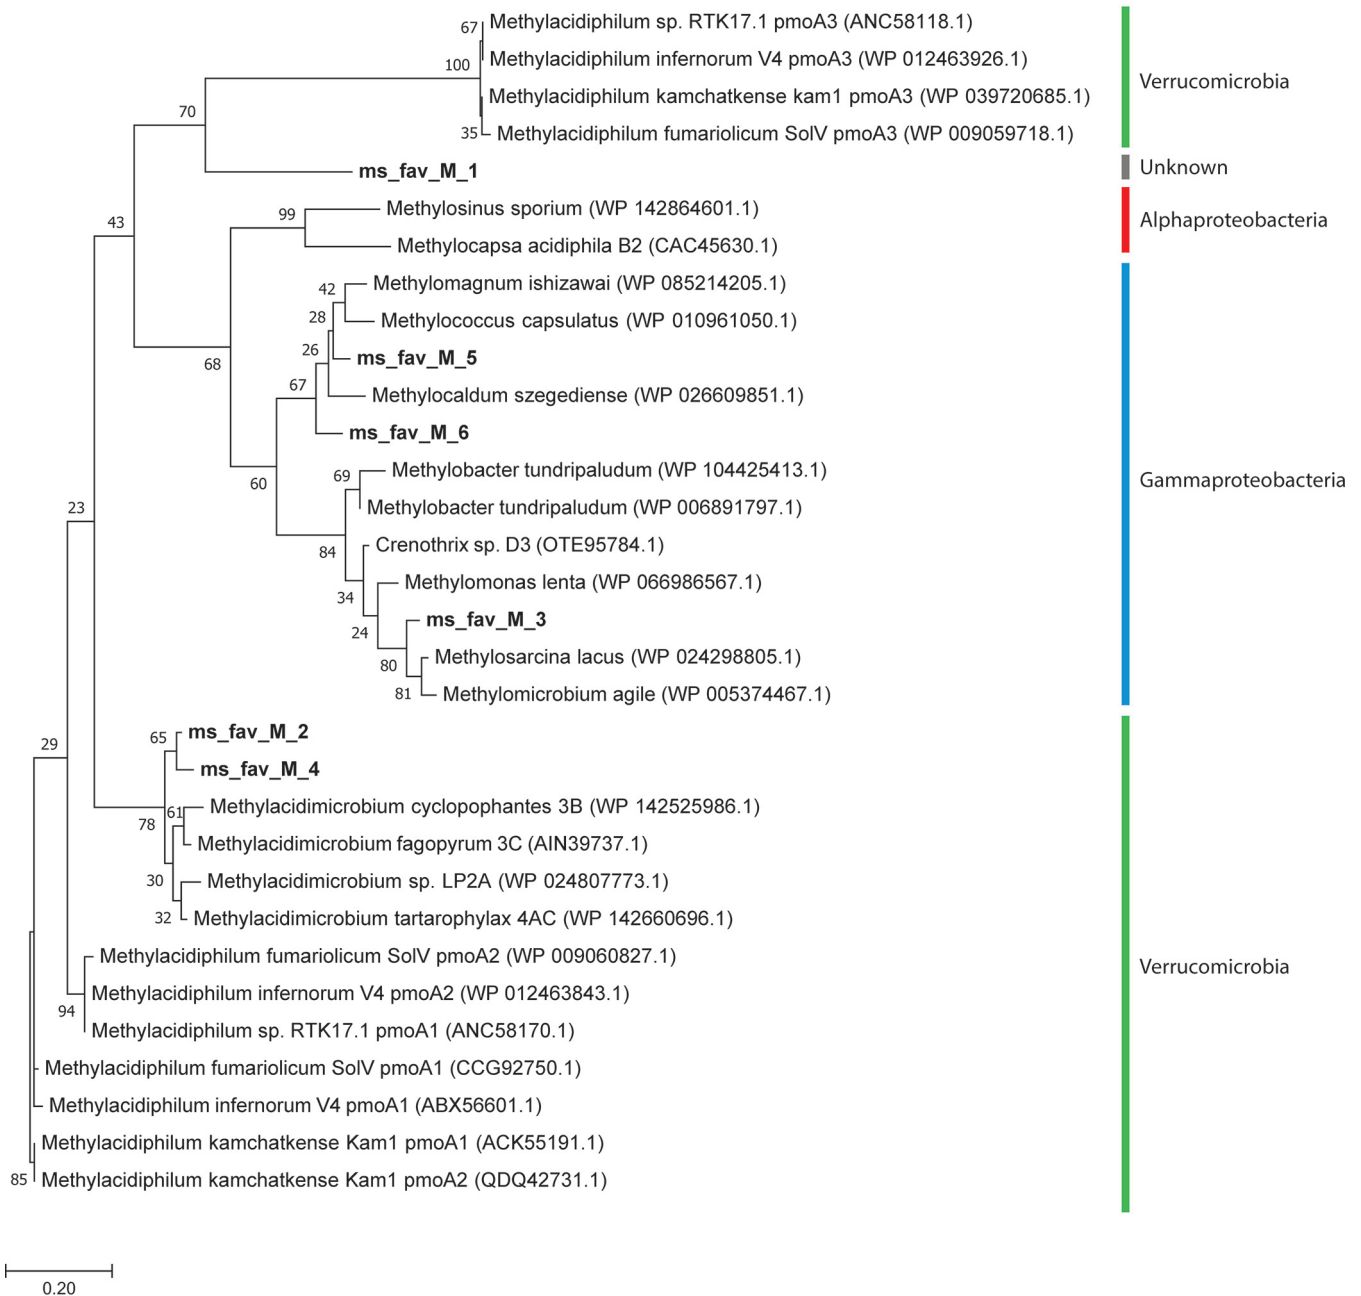 67
Methylacidiphilum sp. RTK17.1 pmoA3 (ANC58118.1)
100
Methylacidiphilum infernorum V4 pmoA3 (WP 012463926.1)
Verrucomicrobia
Methylacidiphilum kamchatkense kam1 pmoA3 (WP 039720685.1)
70
35
Methylacidiphilum fumariolicum SolV pmoA3 (WP 009059718.1)
ms_fav_M_1
Unknown
43
99
Methylosinus sporium (WP 142864601.1)
Alphaproteobacteria
Methylocapsa acidiphila B2 (CAC45630.1)
42
Methylomagnum ishizawai (WP 085214205.1)
28
Methylococcus capsulatus (WP 010961050.1)
26
ms_fav_M_5
68
67
Methylocaldum szegediense (WP 026609851.1)
ms_fav_M_6
69
Methylobacter tundripaludum (WP 104425413.1)
60
Gammaproteobacteria
23
Methylobacter tundripaludum (WP 006891797.1)
84
Crenothrix sp. D3 (OTE95784.1)
34
Methylomonas lenta (WP 066986567.1)
24
ms_fav_M_3
80
Methylosarcina lacus (WP 024298805.1)
81
Methylomicrobium agile (WP 005374467.1)
29
65
ms_fav_M_2
ms_fav_M_4
61
Methylacidimicrobium cyclopophantes 3B (WP 142525986.1)
78
Methylacidimicrobium fagopyrum 3C (AIN39737.1)
30
Methylacidimicrobium sp. LP2A (WP 024807773.1)
32
Methylacidimicrobium tartarophylax 4AC (WP 142660696.1)
Methylacidiphilum fumariolicum SolV pmoA2 (WP 009060827.1)
Verrucomicrobia
Methylacidiphilum infernorum V4 pmoA2 (WP 012463843.1)
94
Methylacidiphilum sp. RTK17.1 pmoA1 (ANC58170.1)
Methylacidiphilum fumariolicum SolV pmoA1 (CCG92750.1)
Methylacidiphilum infernorum V4 pmoA1 (ABX56601.1)
Methylacidiphilum kamchatkense Kam1 pmoA1 (ACK55191.1)
85
Methylacidiphilum kamchatkense Kam1 pmoA2 (QDQ42731.1)
0.20